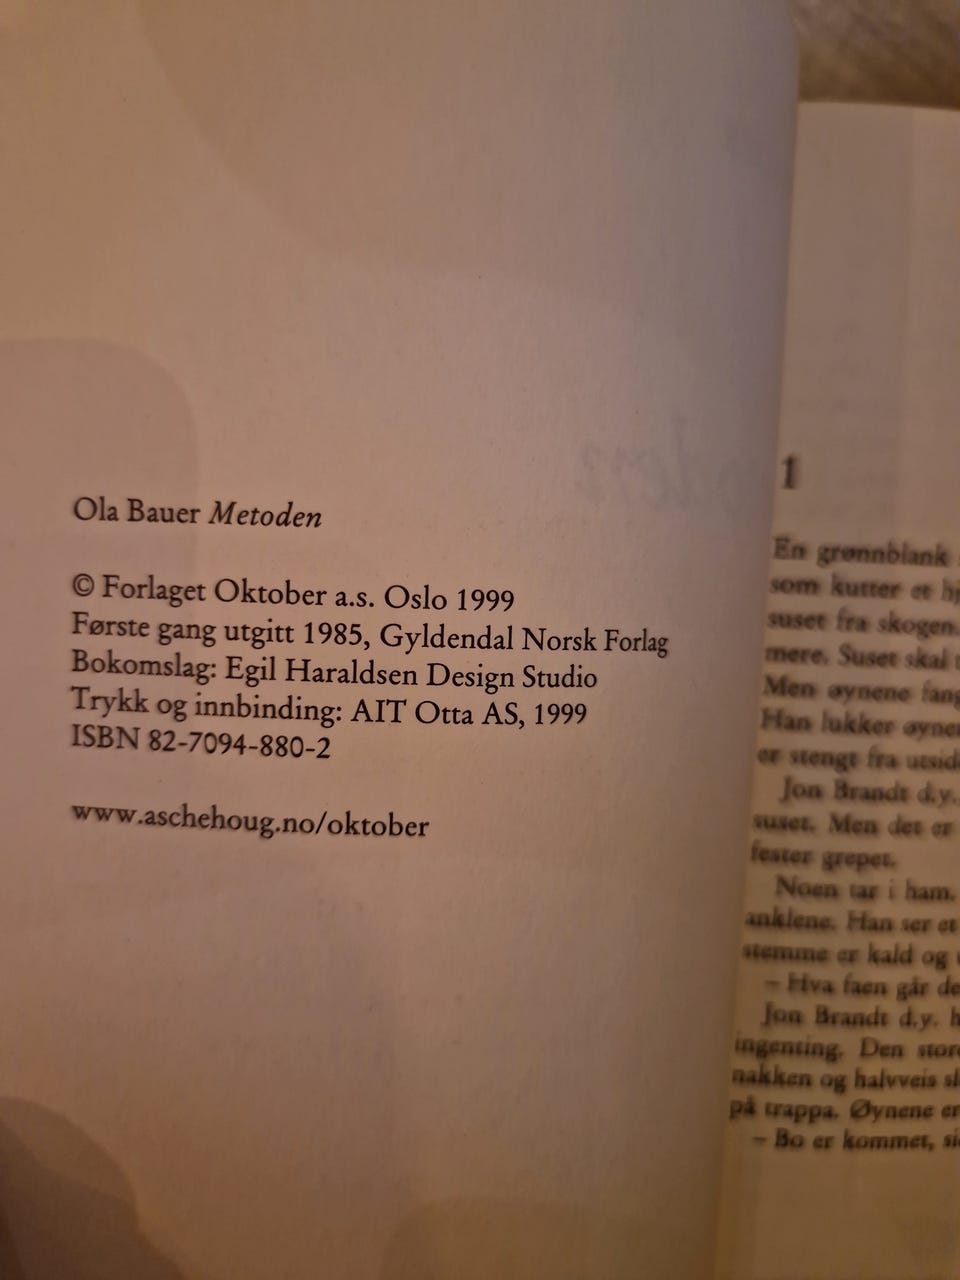 Ola Bauer Metoden
© Forlaget Oktober a.s. Oslo 1999
Første gang utgitt 1985, Gyldendal Norsk Forlag
Bokomslag: Egil Haraldsen Design Studio
Trykk og innbinding: AIT Otta AS, 1999
ISBN 82-7094-880-2
www.aschehoug.no/oktober
1
En grønnblank
som kutter et
suset fra skogen.
mere. Suset skal
Men øynene
Han lukker
er stengt fra
Jon Brandt d.y.
suset. Men det er
fester grepet.
Noen tar i ham.
anklene. Han ser et
stemme er kald og
– Hva faen går
Jon Brandt d.y.
ingenting. Den
nakken og halvveis
på trappa. Øynene
– Bo er kommet,